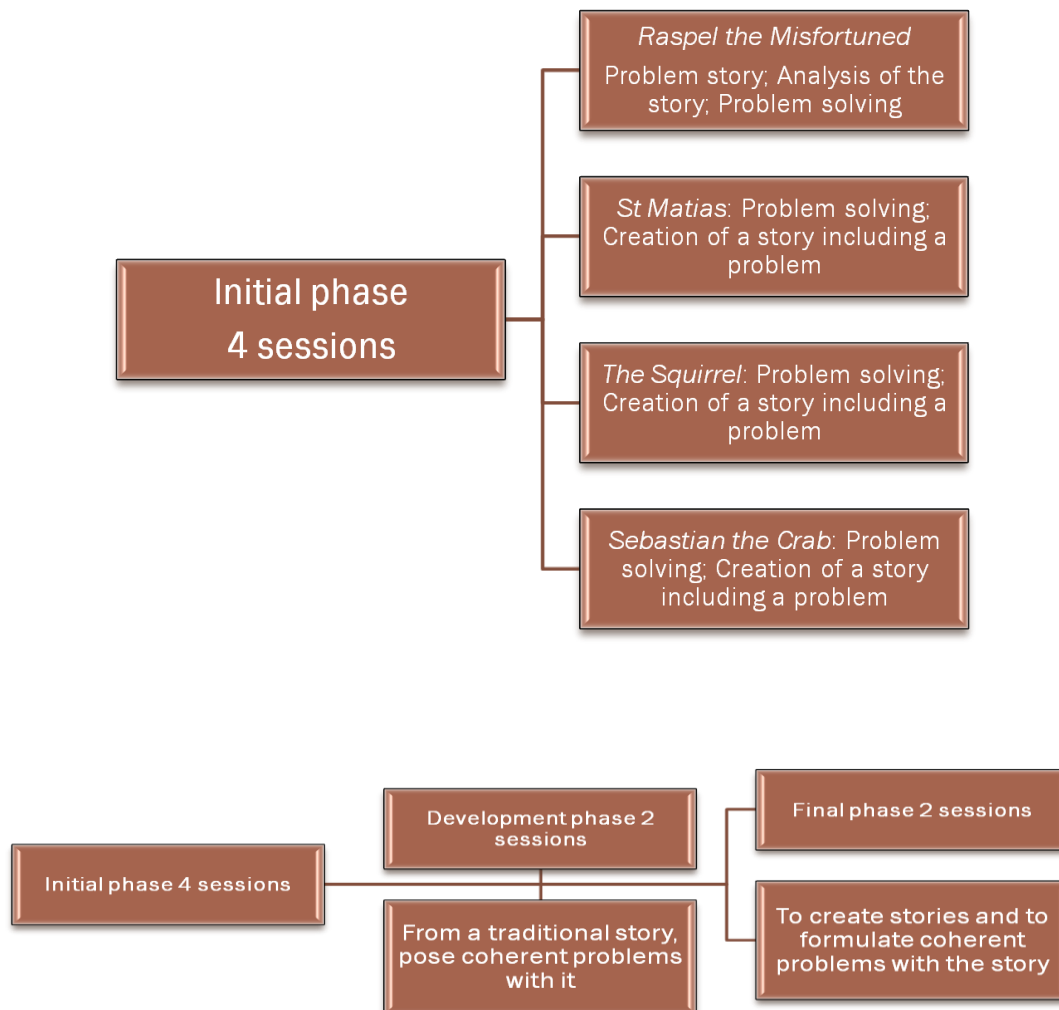 Raspel the Misfortuned
Problem story; Analysis of the
story; Problem solving
St Matias: Problem solving;
Creation of a story including a
problem
Initial phase
4 sessions
The Squirrel: Problem solving;
Creation of a story including a
problem
Sebastian the Crab: Problem
solving; Creation of a story
including a problem
Initial phase 4 sessions
Development phase 2
sessions
From a traditional story,
pose coherent problems
with it
Final phase 2 sessions
To create stories and to
formulate coherent
problems with the story